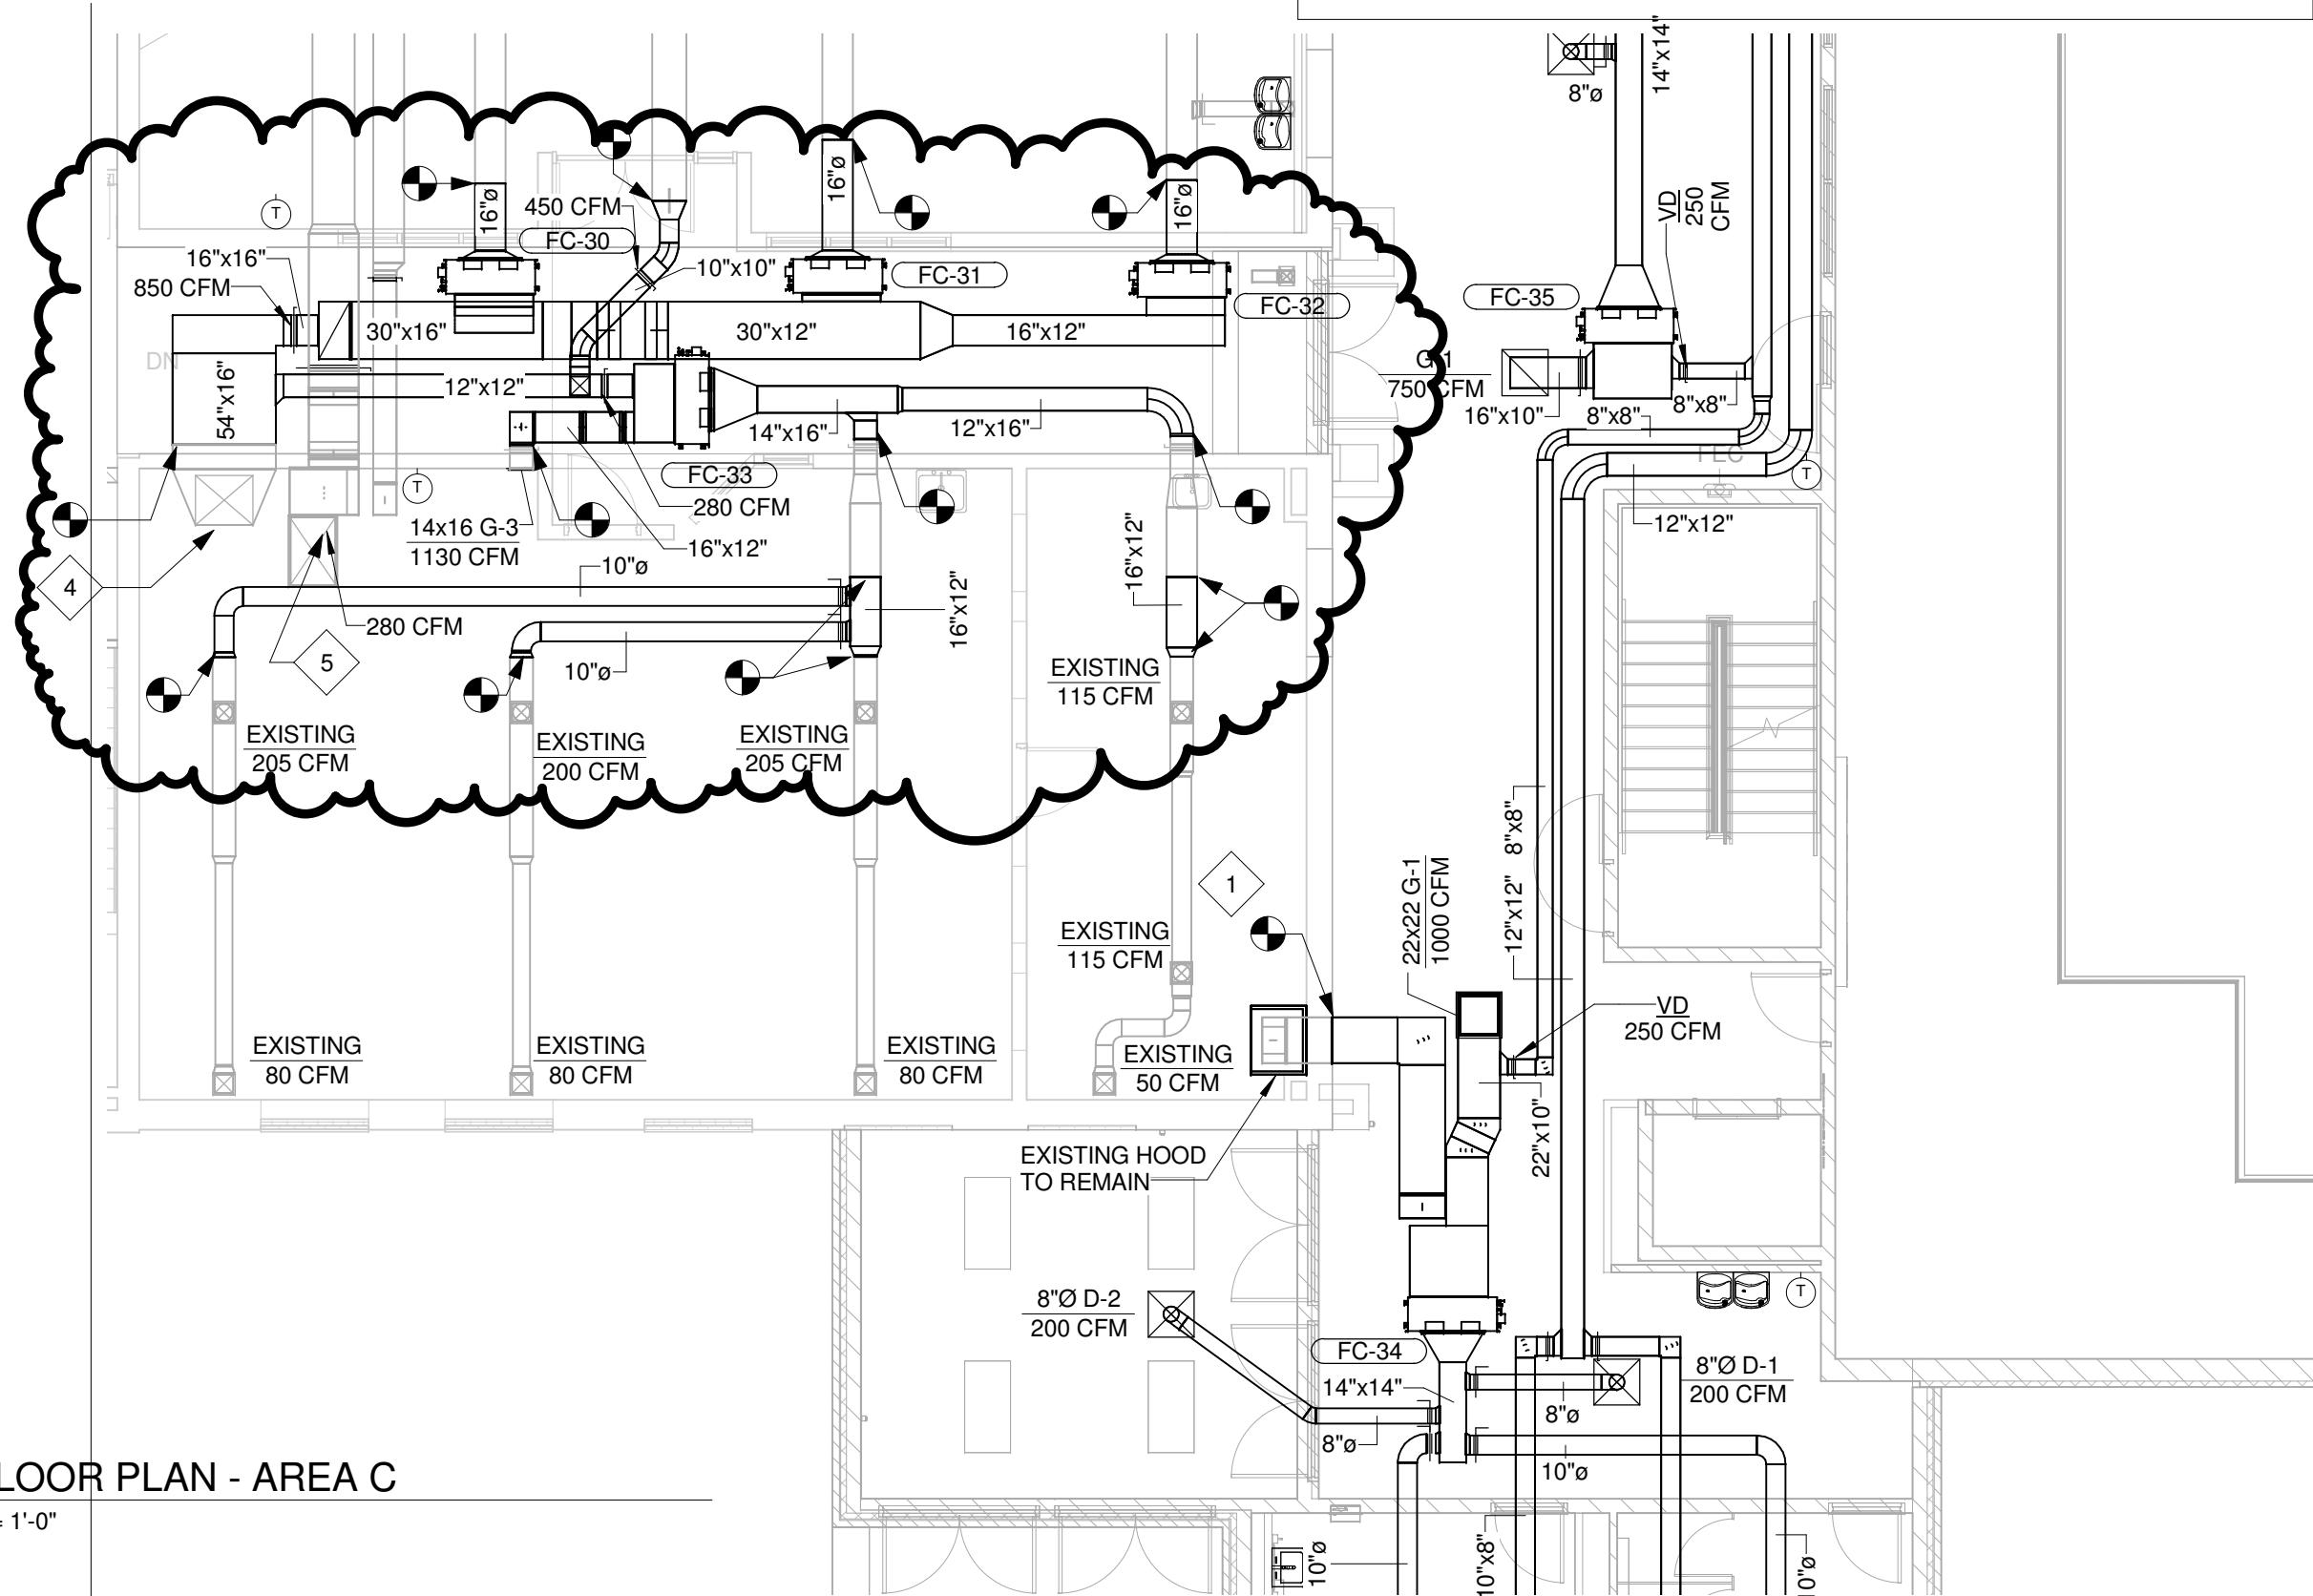 14"x14"
8"ø
16"ø
16"ø
16"ø
VD
250
CFM
450 CFM
FC-30
16"x16"
850 CFM
10"x10"
FC-31
FC-32
FC-35
30"x16"
30"x12"
16"x12"
DN
54"x16"
12"x12"
G-1
750 CFM
16"x10"
8"x8"
8"x8"
14"x16"
12"x16"
FEC
T
T
T
FC-33
280 CFM
14x16 G-3
1130 CFM
16"x12"
12"x12"
10"ø
4
16"x12"
16"x12"
280 CFM
5
10"ø
EXISTING
115 CFM
EXISTING
205 CFM
EXISTING
200 CFM
EXISTING
205 CFM
8"x8"
12"x12"
22x22 G-1
1000 CFM
1
EXISTING
115 CFM
VD
250 CFM
EXISTING
80 CFM
EXISTING
80 CFM
EXISTING
80 CFM
EXISTING
50 CFM
22"x10"
EXISTING HOOD
TO REMAIN
T
8"Ø D-2
200 CFM
FC-34
14"x14"
8"Ø D-1
200 CFM
8"ø
8"ø
10"ø
LOOR PLAN - AREA C
= 1'-0"
10"ø
10"x8"
10"ø